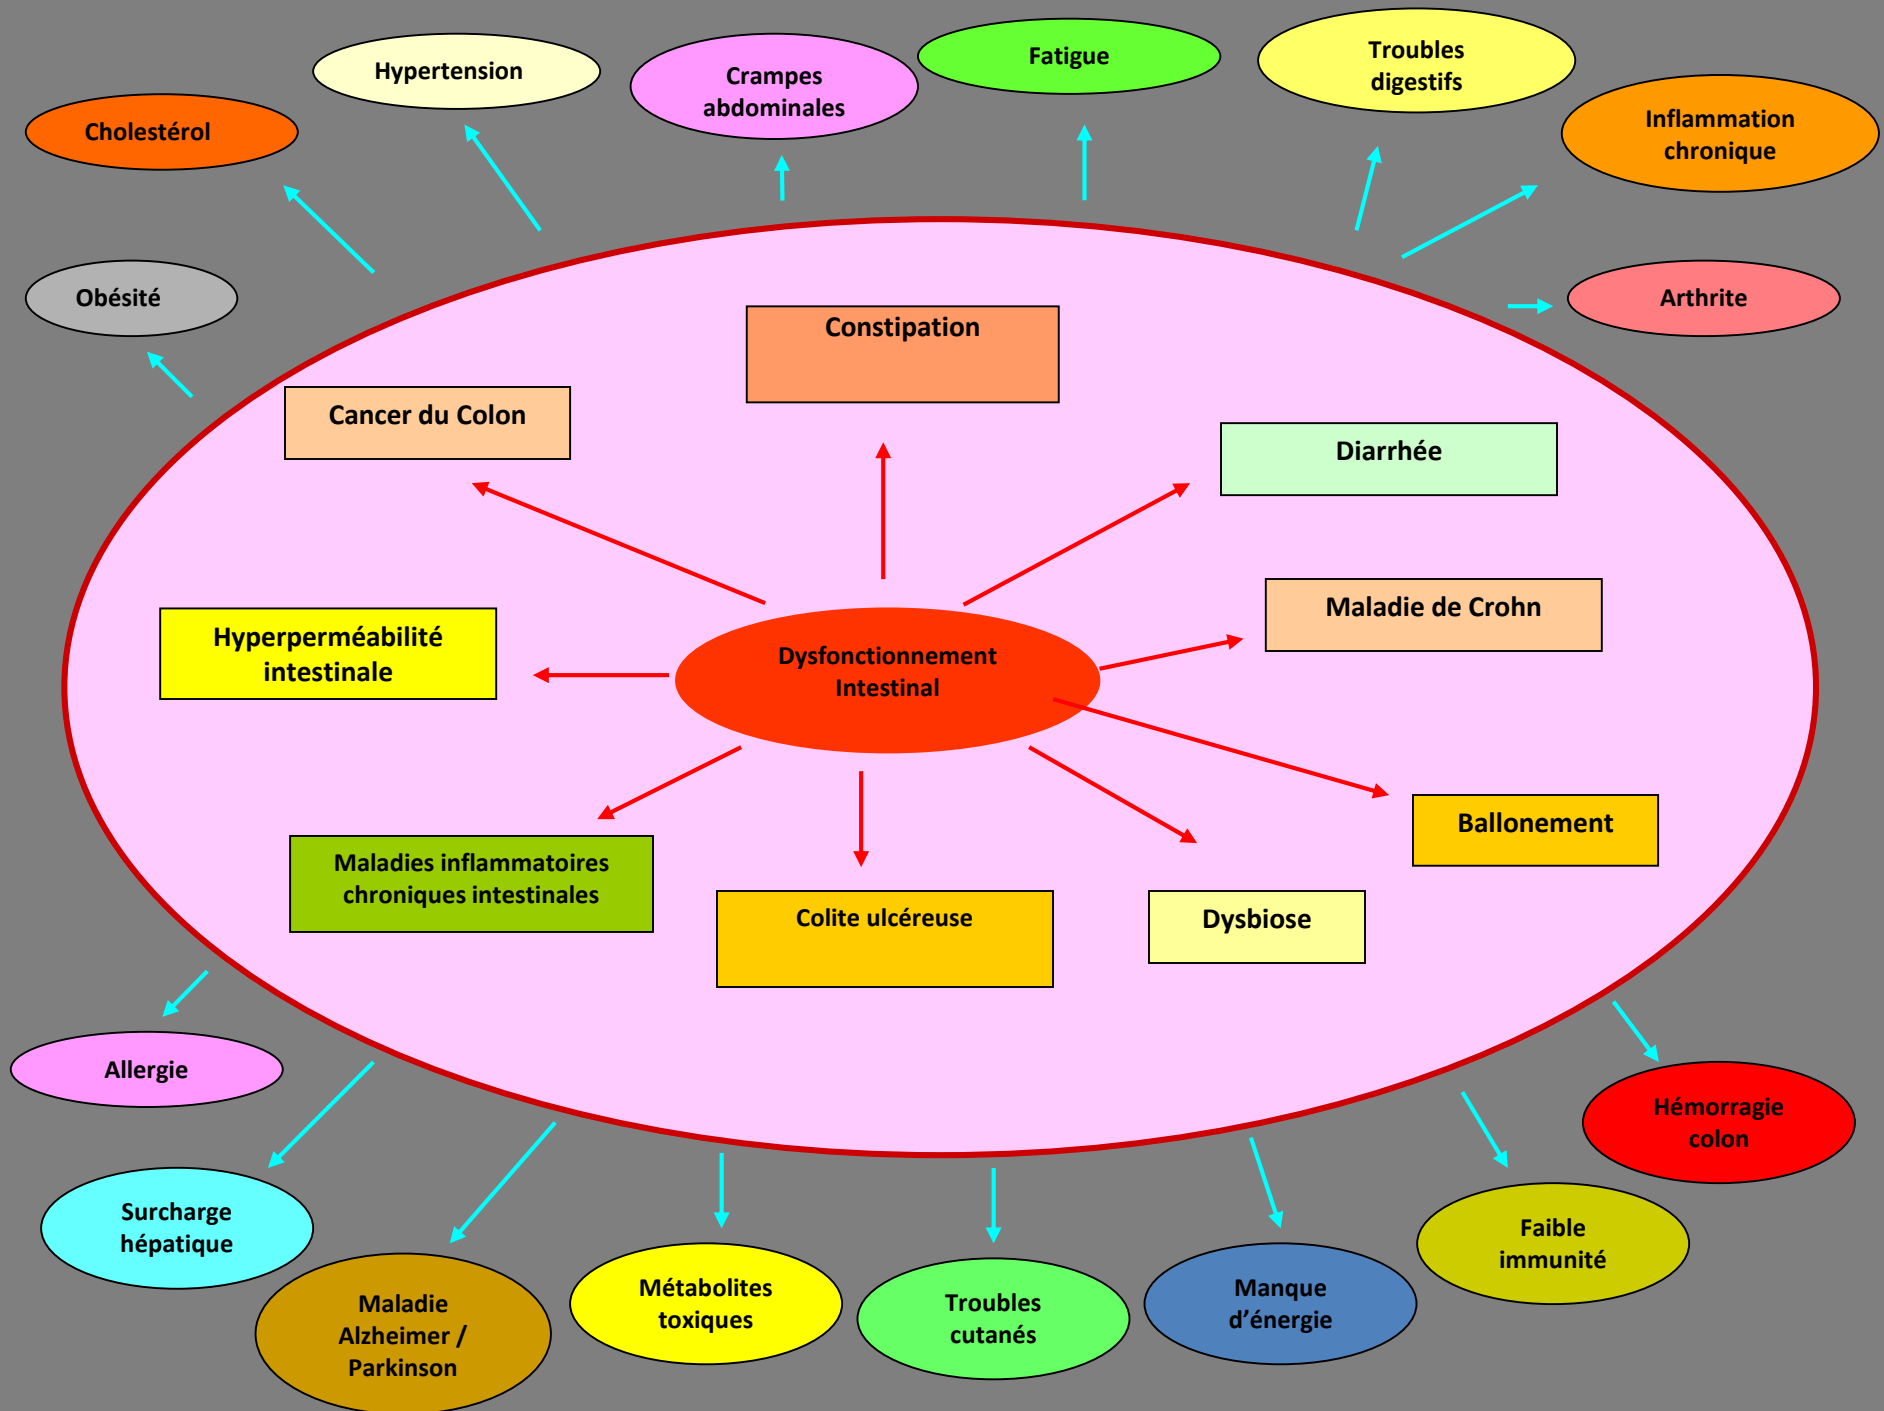 Hypertension
Crampes
abdominales
Fatigue
Troubles
digestifs
Cholestérol
Inflammation
chronique
Obésité
Arthrite
Constipation
Cancer du Colon
Diarrhée
Maladie de Crohn
Hyperperméabilité
intestinale
Dysfonctionnement
Intestinal
Ballonement
Maladies inflammatoires
chroniques intestinales
Colite ulcéreuse
Dysbiose
Allergie
Hémorragie
colon
Surcharge
hépatique
Faible
immunité
Maladie
Alzheimer /
Parkinson
Métabolites
toxiques
Troubles
cutanés
Manque
d’énergie